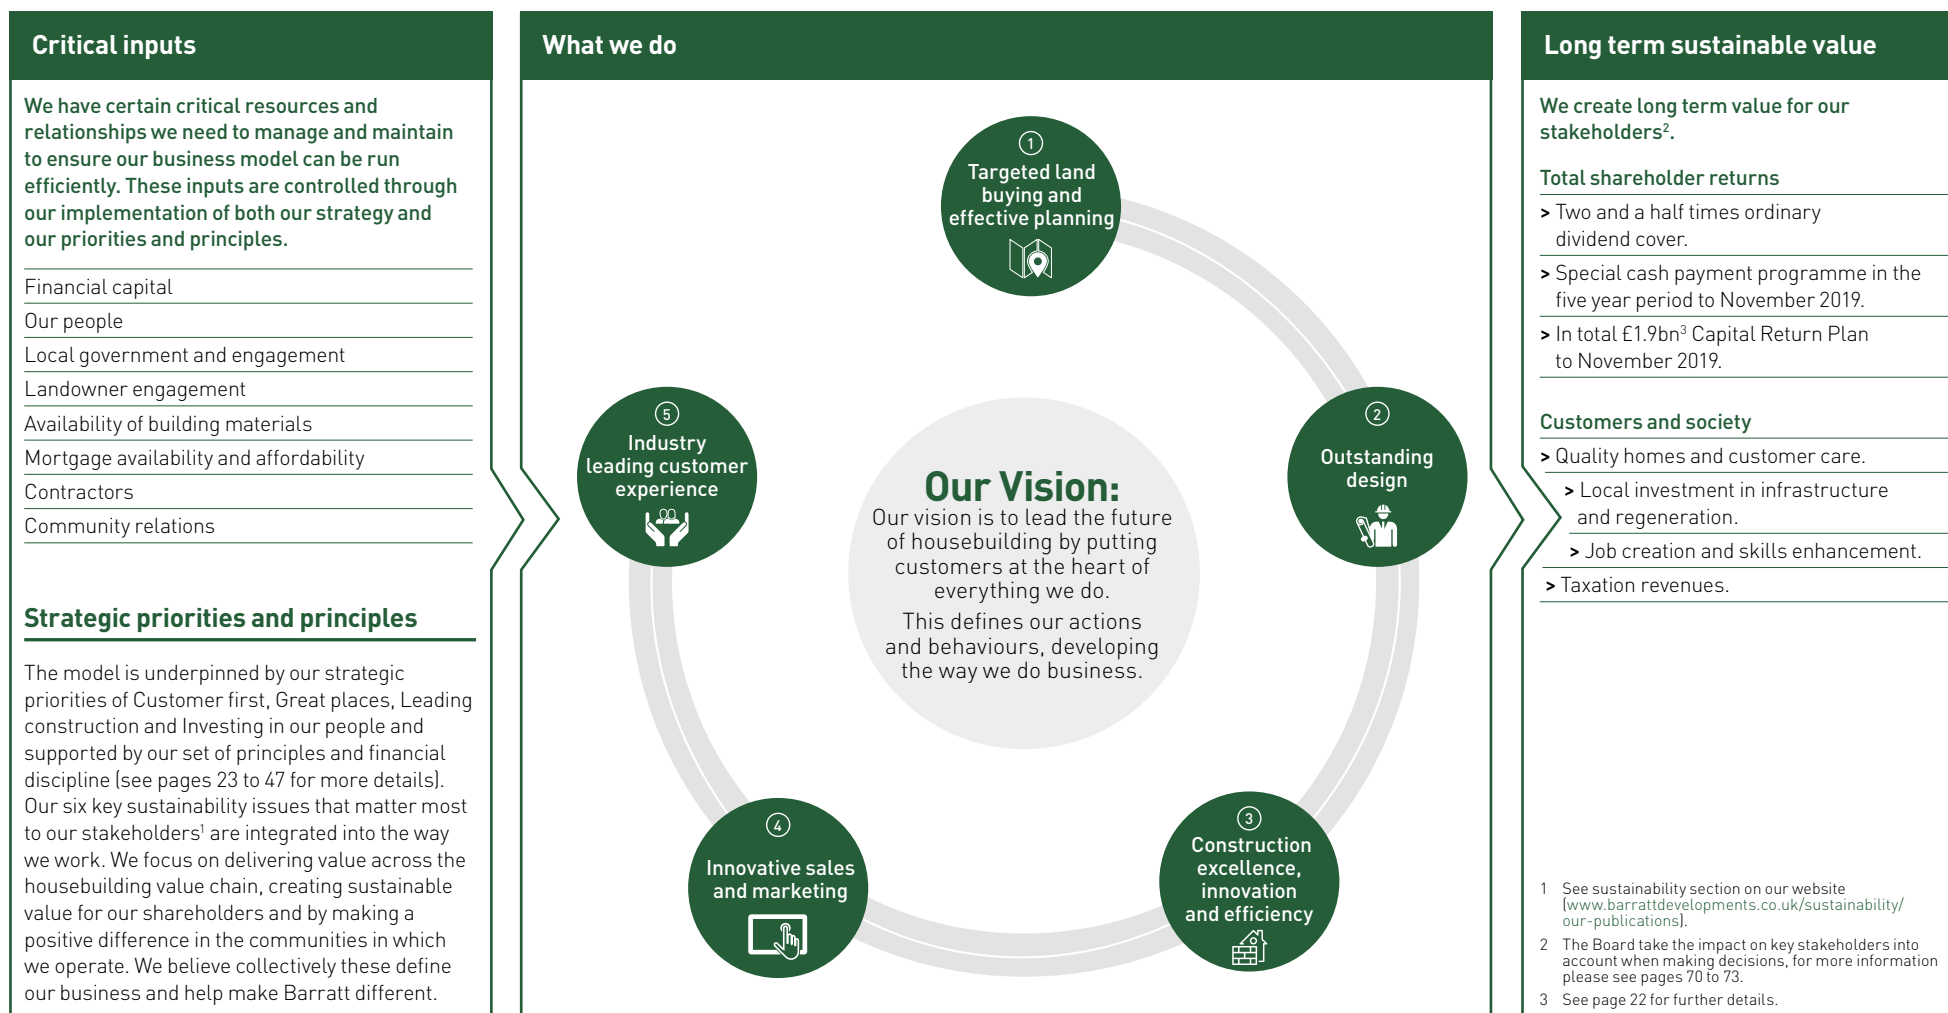 Critical inputs
We have certain critical resources and
relationships we need to manage and maintain
to ensure our business model can be run
efficiently. These inputs are controlled through
our implementation of both our strategy and
our priorities and principles.
Financial capital
Our people
Local government and engagement
Landowner engagement
Availability of building materials
Mortgage availability and affordability
Contractors
Community relations
Strategic priorities and principles
The model is underpinned by our strategic
priorities of Customer first, Great places, Leading
construction and Investing in our people and
supported by our set of principles and financial
discipline (see pages 23 to 47 for more details).
Our six key sustainability issues that matter most
to our stakeholders¹ are integrated into the way
we work. We focus on delivering value across the
housebuilding value chain, creating sustainable
value for our shareholders and by making a
positive difference in the communities in which
we operate. We believe collectively these define
our business and help make Barratt different.
What we do
1
Targeted land
buying and
effective planning
2
Outstanding
design
3
Construction
excellence,
innovation
and efficiency
4
Innovative sales
and marketing
5
Industry
leading customer
experience
Our Vision:
Our vision is to lead the future
of housebuilding by putting
customers at the heart of
everything we do.
This defines our actions
and behaviours, developing
the way we do business.
Long term sustainable value
We create long term value for our
stakeholders².
Total shareholder returns
> Two and a half times ordinary
dividend cover.
> Special cash payment programme in the
five year period to November 2019.
> In total £1.9bn³ Capital Return Plan
to November 2019.
Customers and society
> Quality homes and customer care.
> Local investment in infrastructure
and regeneration.
> Job creation and skills enhancement.
> Taxation revenues.
1 See sustainability section on our website
(www.barrattdevelopments.co.uk/sustainability/
our-publications).
2 The Board take the impact on key stakeholders into
account when making decisions, for more information
please see pages 70 to 73.
3 See page 22 for further details.